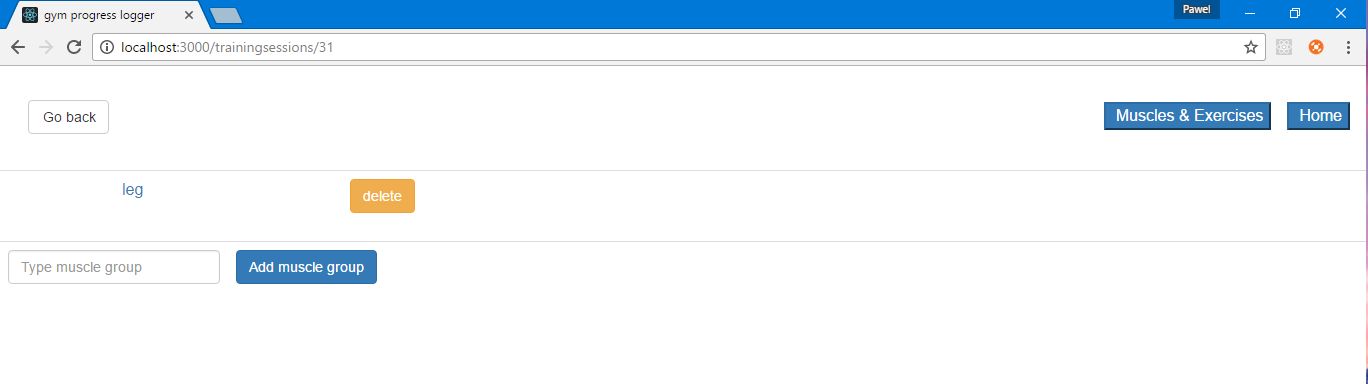 gym progress logger
Pawel
localhost:3000/trainingsessions/31
Go back
Muscles & Exercises
Home
leg
delete
Type muscle group
Add muscle group